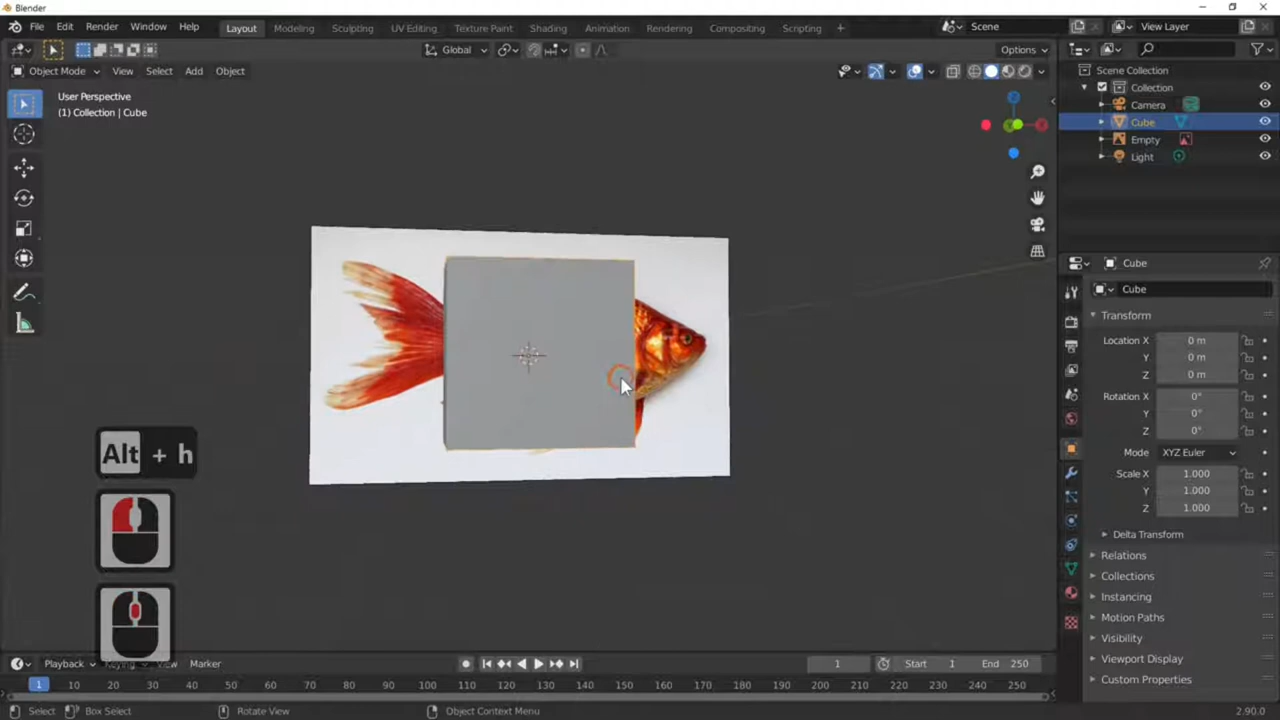 Blender
File Edit Render Window Help Layout Modeling Sculpting UV Editing Texture Paint Shading Animation Rendering Compositing Scripting + Scene View Layer
Global Options
Object Mode View Select Add Object
User Perspective
(1) Collection | Cube
Scene Collection
Collection
Camera
Cube
Empty
Light
Cube
Cube
Transform
Location X 0 m
Y 0 m
Z 0 m
Rotation X 0°
Y 0°
Z 0°
Mode XYZ Euler
Scale X 1.000
Y 1.000
Z 1.000
Delta Transform
Relations
Collections
Instancing
Motion Paths
Visibility
Viewport Display
Custom Properties
Alt + h
Playback Keying View Marker 1 Start 1 End 250
1 10 20 30 40 50 60 70 80 90 100 110 120 130 140 150 160 170 180 190 200 210 220 230 240 250
Select Box Select Rotate View Object Context Menu 2.90.0